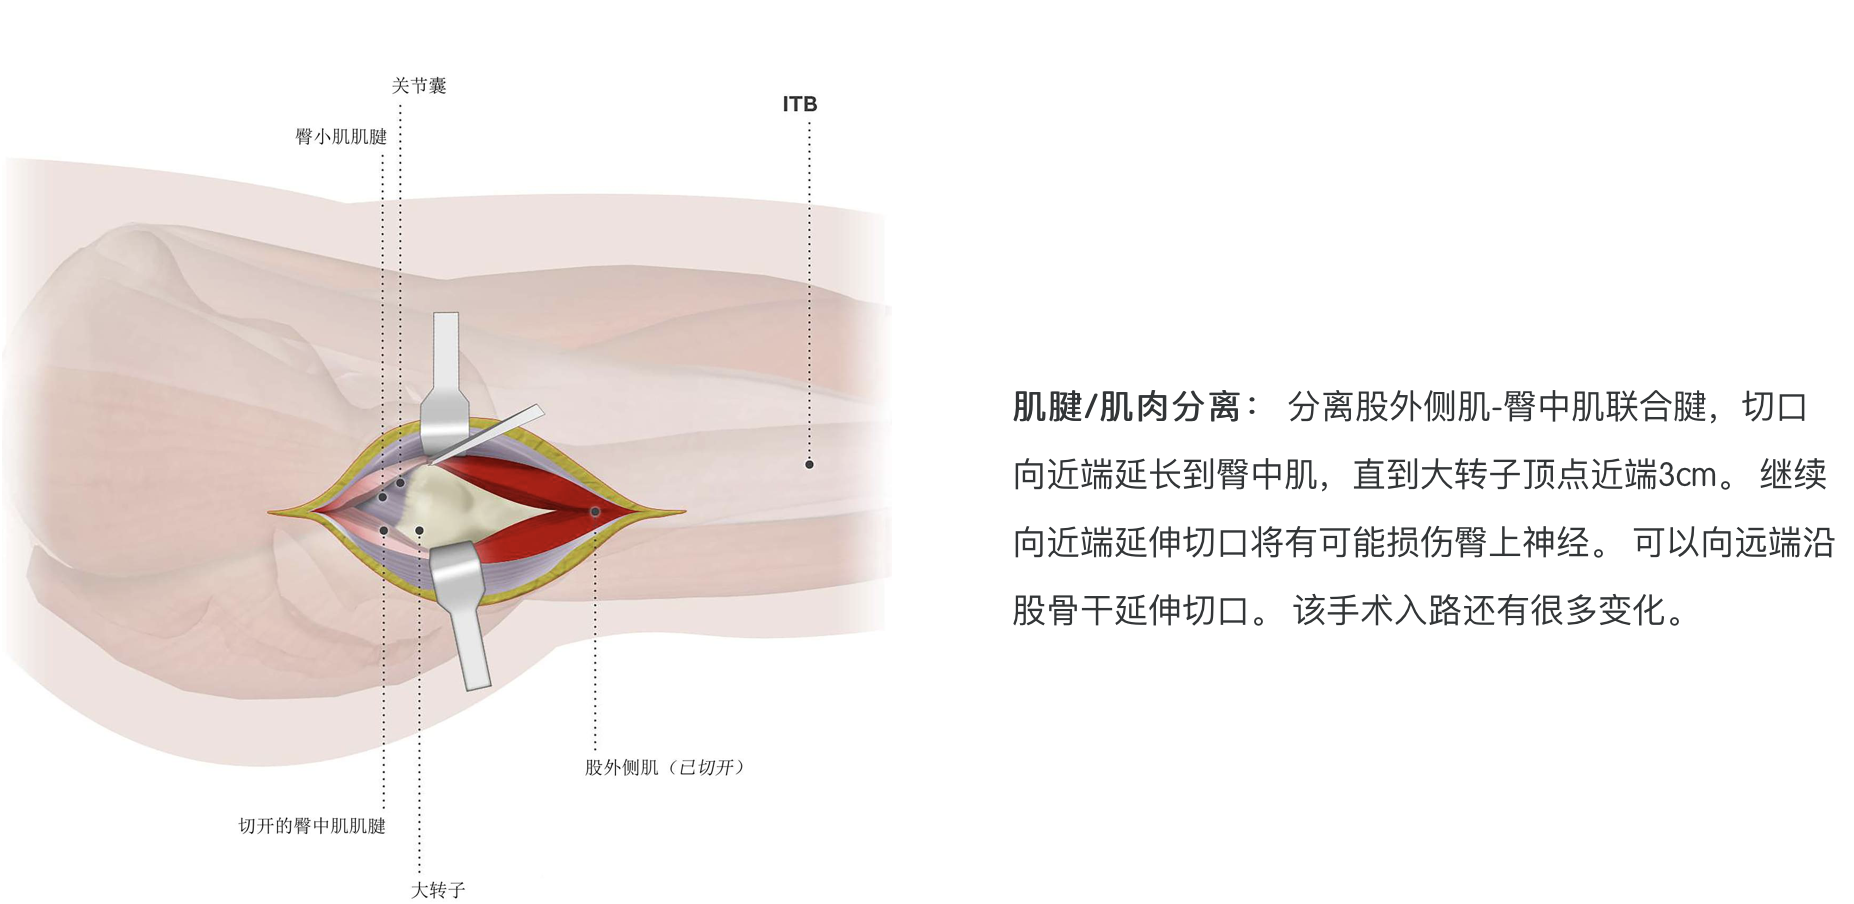 关节囊
ITB
臀小肌肌腱
肌腱/肌肉分离： 分离股外侧肌-臀中肌联合腱，切口
向近端延长到臀中肌，直到大转子顶点近端3cm。 继续
向近端延伸切口将有可能损伤臀上神经。 可以向远端沿
股骨干延伸切口。 该手术入路还有很多变化。
股外侧肌（已切开）
切开的臀中肌肌腱
大转子